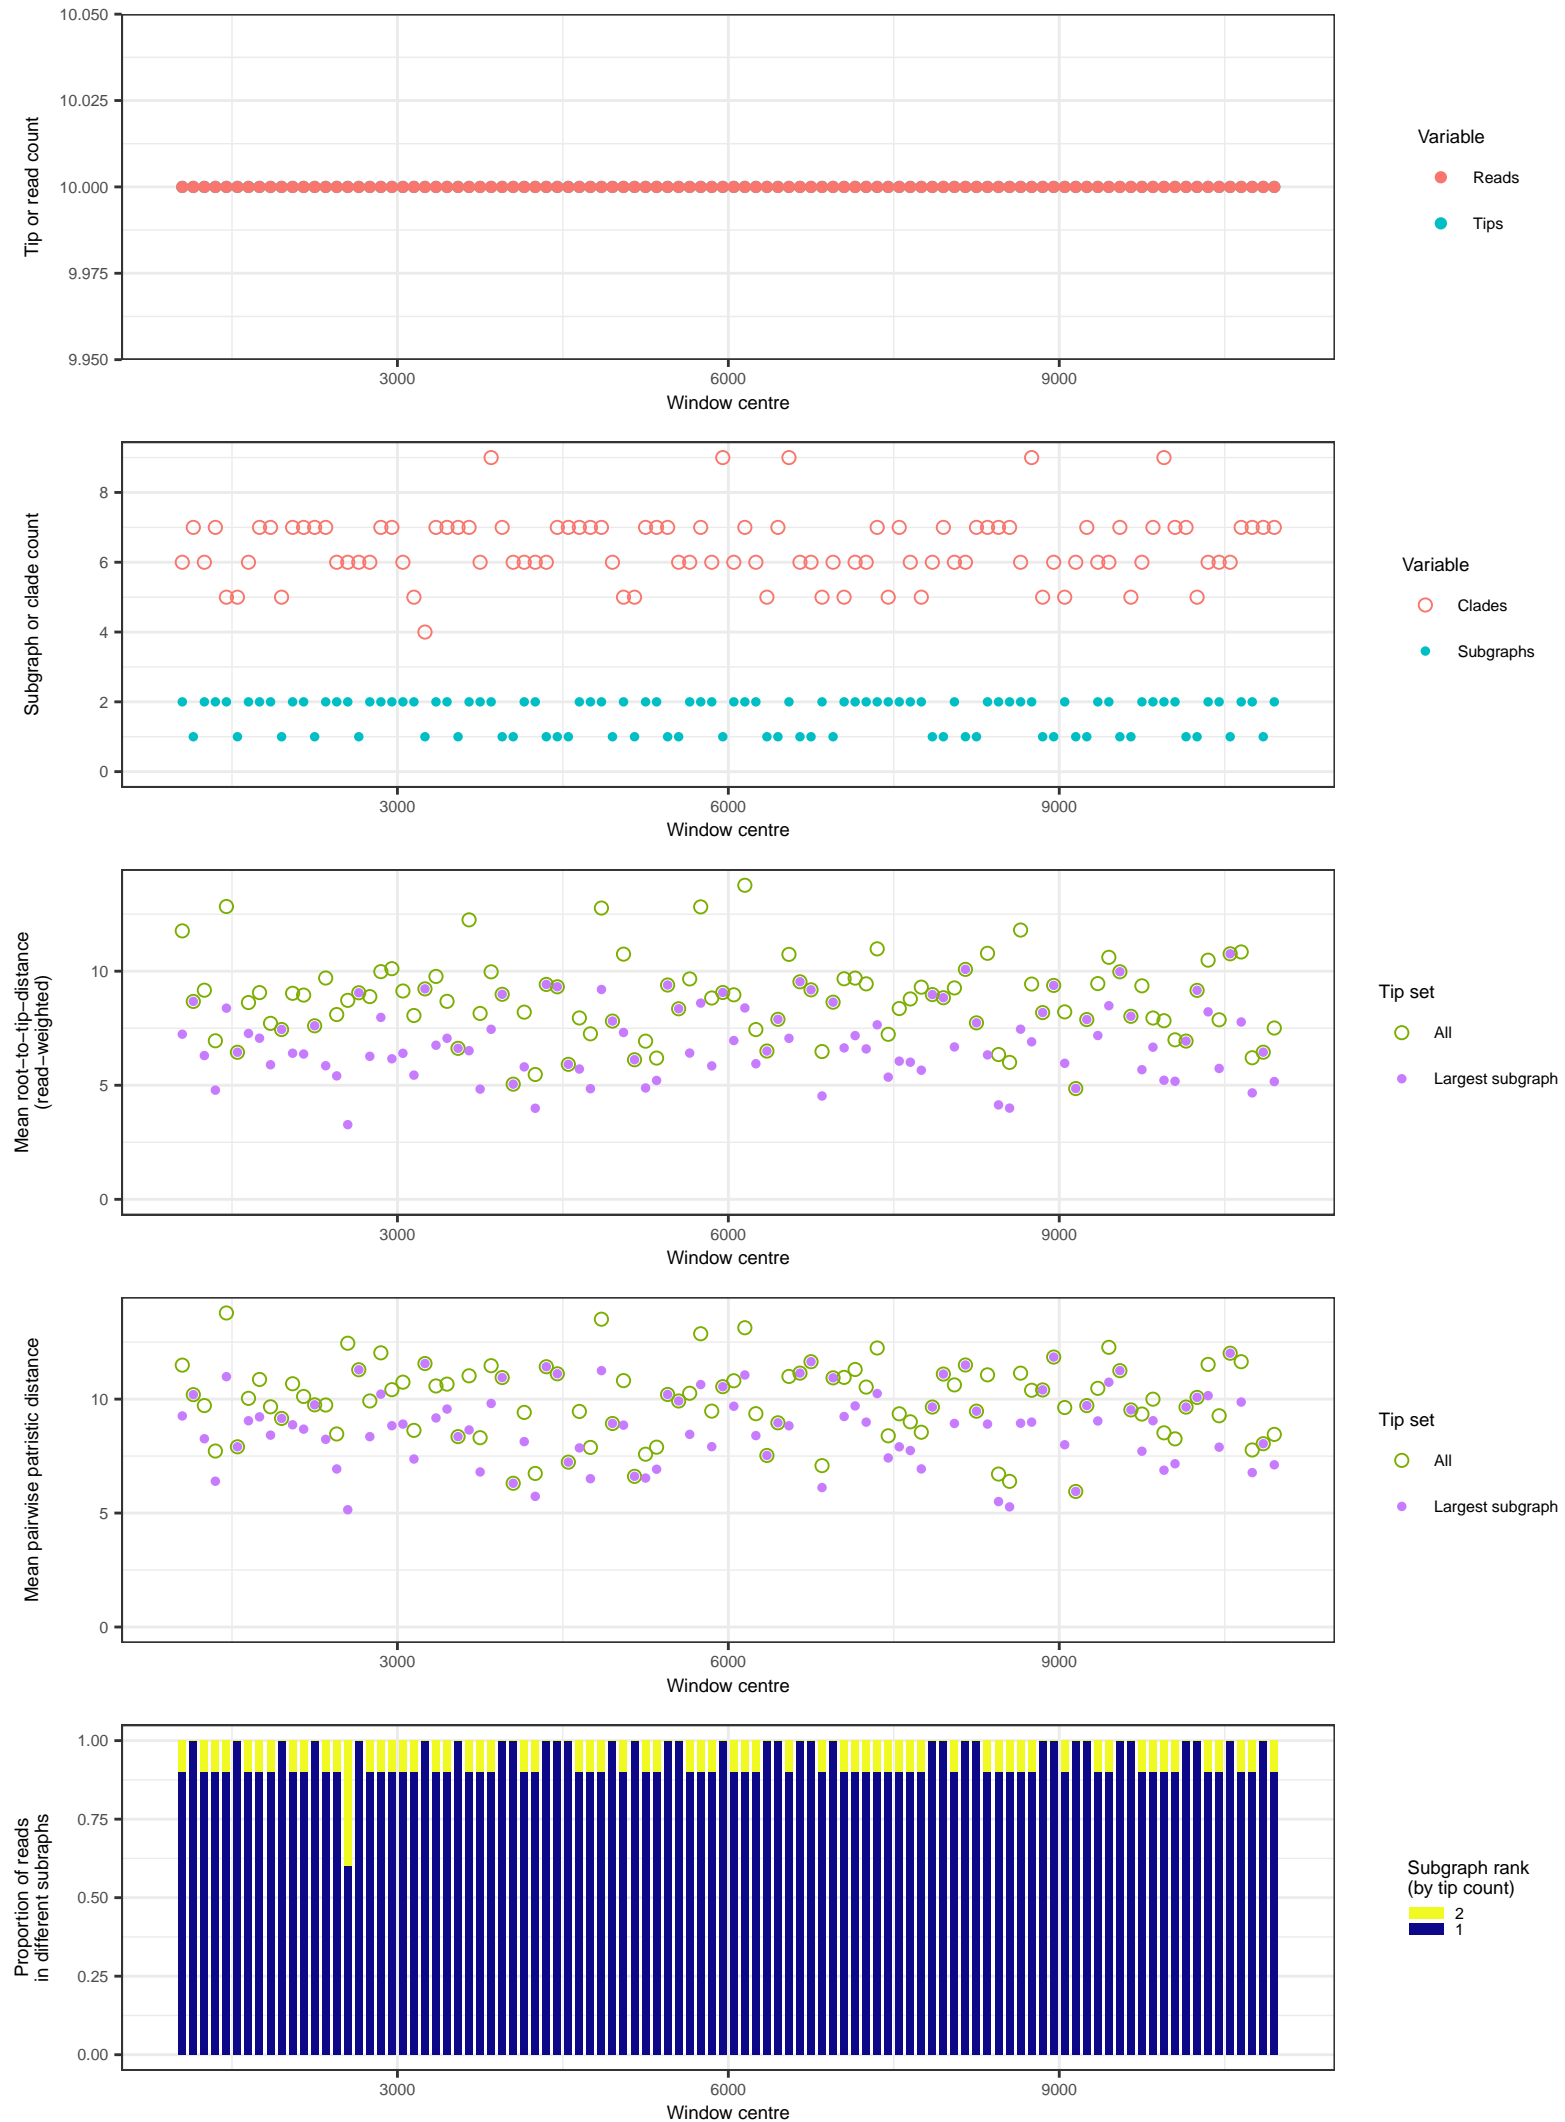 10.050
10.025
10.000
9.975
9.950
Tip or read count
3000
6000
9000
Window centre
Variable
Reads
Tips
8
6
4
2
0
Subgraph or clade count
3000
6000
9000
Window centre
Variable
Clades
Subgraphs
10
5
0
Mean root−to−tip−distance
(read−weighted)
3000
6000
9000
Window centre
Tip set
All
Largest subgraph
10
5
0
Mean pairwise patristic distance
3000
6000
9000
Window centre
Tip set
All
Largest subgraph
1.00
0.75
0.50
0.25
0.00
Proportion of reads
in different subraphs
3000
6000
9000
Window centre
Subgraph rank
(by tip count)
2
1